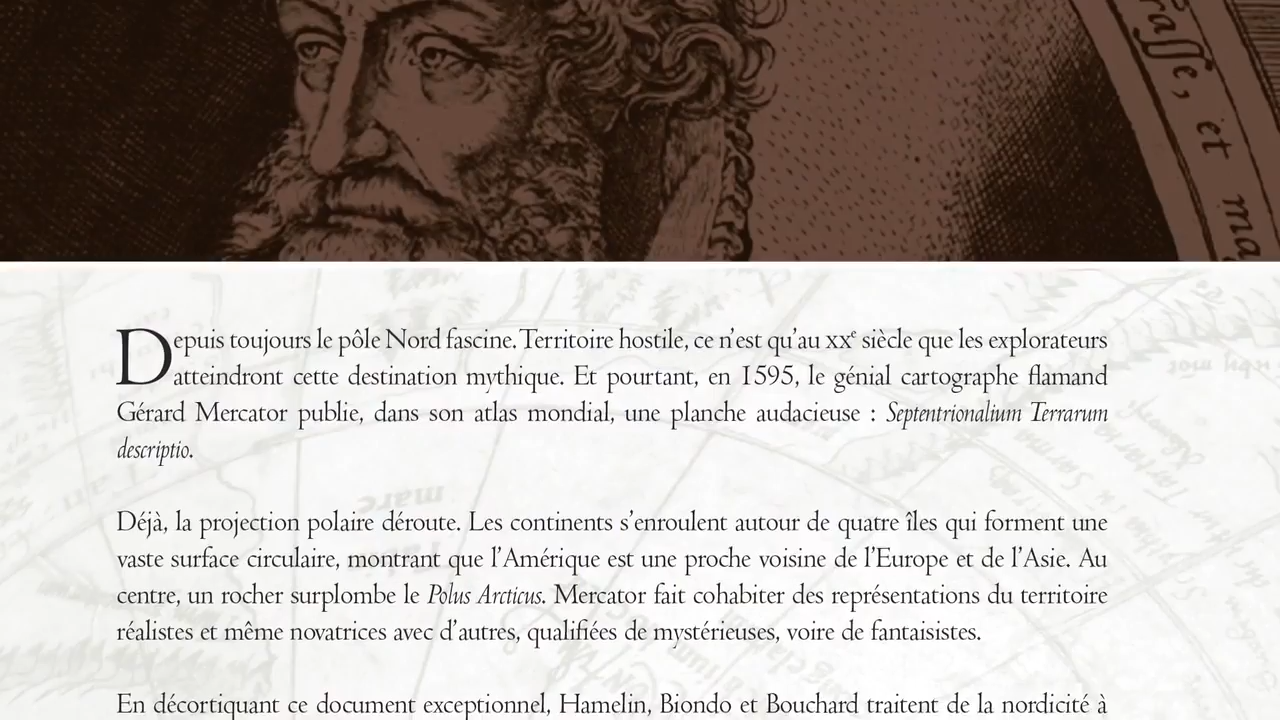 et
Depuis toujours le pôle Nord fascine. Territoire hostile, ce n’est qu’au XXe siècle que les explorateurs
atteindront cette destination mythique. Et pourtant, en 1595, le génial cartographe flamand
Gérard Mercator publie, dans son atlas mondial, une planche audacieuse : Septentrionalium Terrarum
descriptio.
Déjà, la projection polaire déroute. Les continents s’enroulent autour de quatre îles qui forment une
vaste surface circulaire, montrant que l’Amérique est une proche voisine de l’Europe et de l’Asie. Au
centre, un rocher surplombe le Polus Arcticus. Mercator fait cohabiter des représentations du territoire
réalistes et même novatrices avec d’autres, qualifiées de mystérieuses, voire de fantaisistes.
En décortiquant ce document exceptionnel, Hamelin, Biondo et Bouchard traitent de la nordicité à